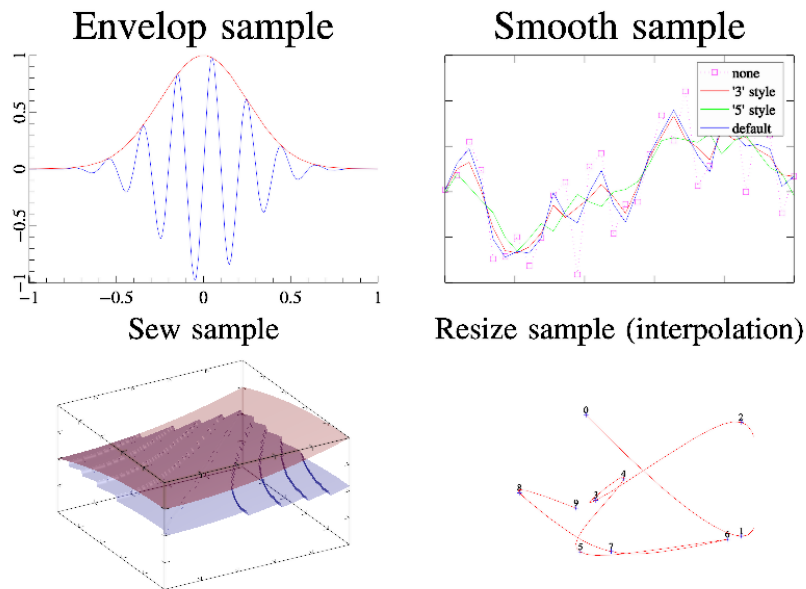 Envelop sample
Smooth sample
none
'3' style
'5' style
default
1
0.5
0
−0.5
−1
−1
−0.5
0
0.5
1
Sew sample
Resize sample (interpolation)
0
2
4
3
8
9
5
7
6
1